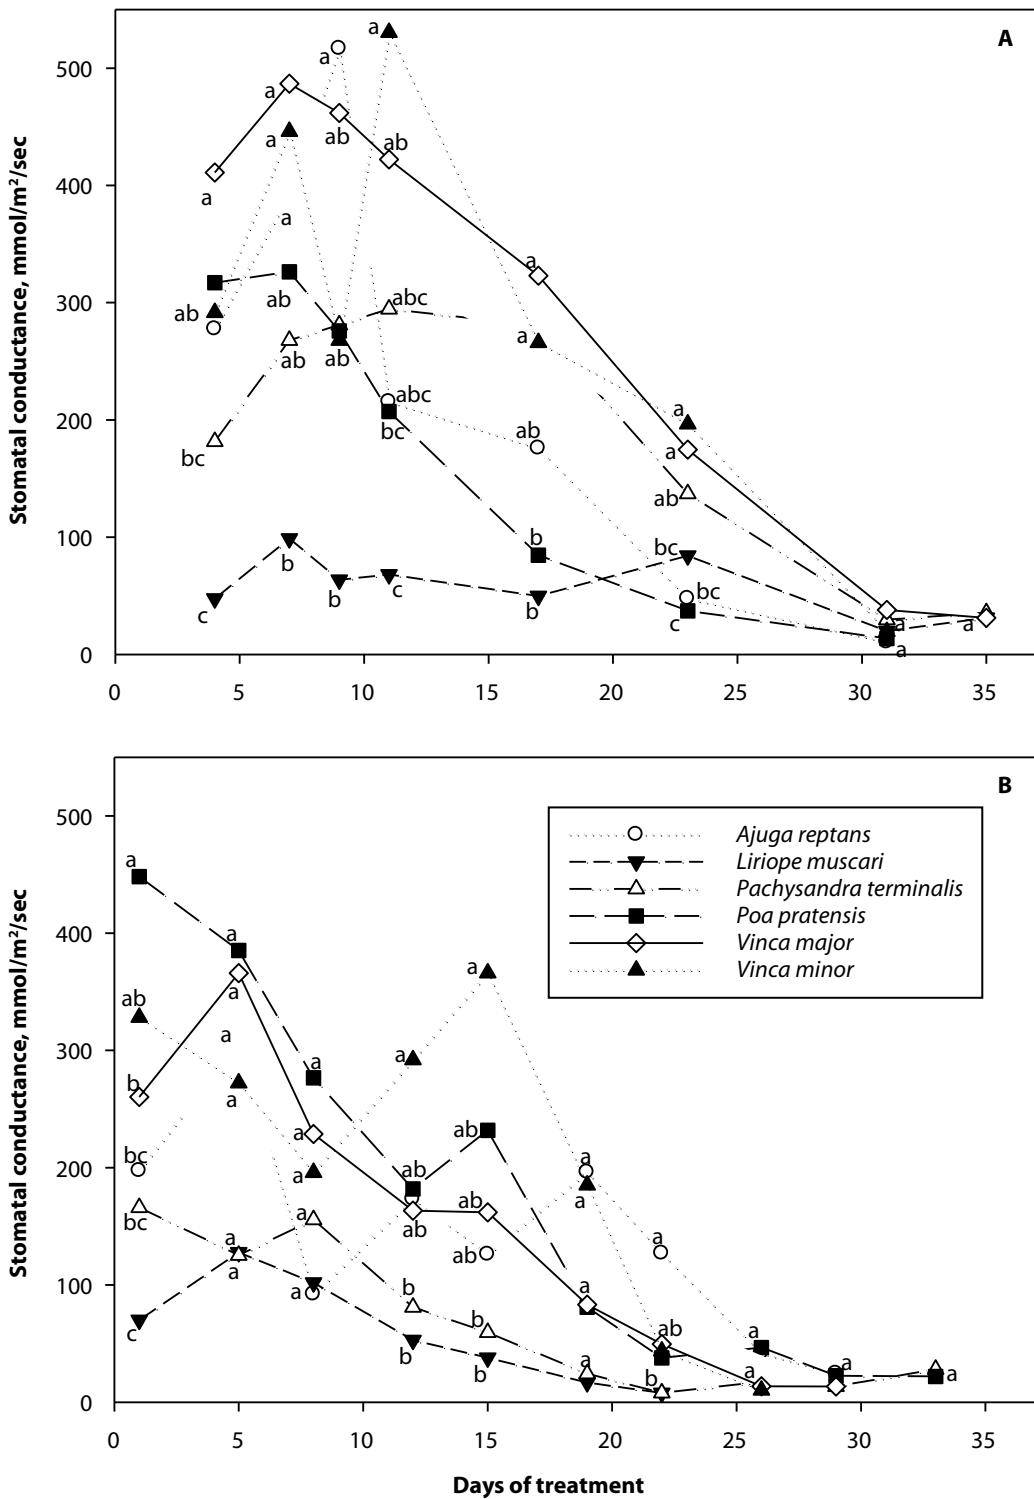 A
500
400
300
200
100
0
Stomatal conductance, mmol/m²/sec
a
a
a
a
a
a
ab
ab
ab
a
ab
ab
ab
abc
bc
abc
bc
a
a
ab
b
a
a
ab
bc
bc
c
c
b
b
c
b
a
a
a
0 5 10 15 20 25 30 35
B
500
400
300
200
100
0
Stomatal conductance, mmol/m²/sec
Ajuga reptans
Liriope muscari
Pachysandra terminalis
Poa pratensis
Vinca major
Vinca minor
a
a
a
ab
a
a
b
bc
bc
c
a
a
a
a
a
a
a
a
ab
ab
b
b
a
ab
ab
ab
b
b
a
a
a
a
a
ab
b
a
a
a
a
0 5 10 15 20 25 30 35
Days of treatment